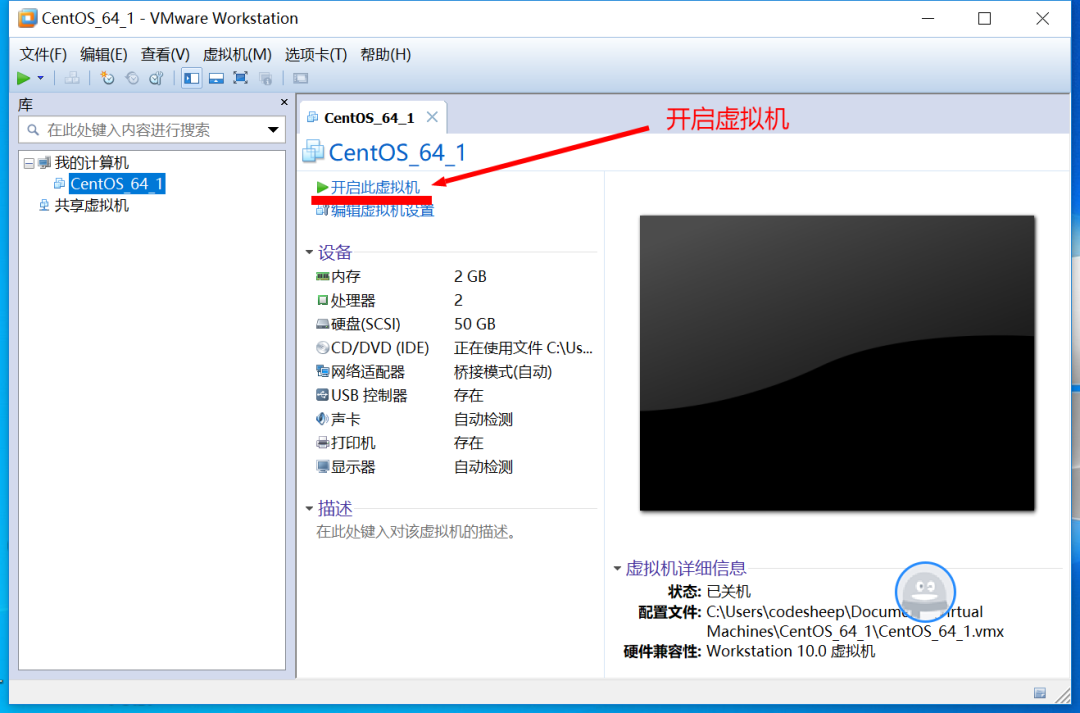 CentOS_64_1 - VMware Workstation
文件(F) 编辑(E) 查看(V) 虚拟机(M) 选项卡(T) 帮助(H)
库
在此处键入内容进行搜索
我的计算机
CentOS_64_1
共享虚拟机
CentOS_64_1
开启虚拟机
CentOS_64_1
开启此虚拟机
编辑虚拟机设置
设备
内存 2 GB
处理器 2
硬盘(SCSI) 50 GB
CD/DVD (IDE) 正在使用文件 C:\Us...
网络适配器 桥接模式(自动)
USB 控制器 存在
声卡 自动检测
打印机 存在
显示器 自动检测
描述
在此处键入对该虚拟机的描述。
虚拟机详细信息
状态: 已关机
配置文件: C:\Users\codesheep\Docum irtual
Machines\CentOS_64_1\CentOS_64_1.vmx
硬件兼容性: Workstation 10.0 虚拟机